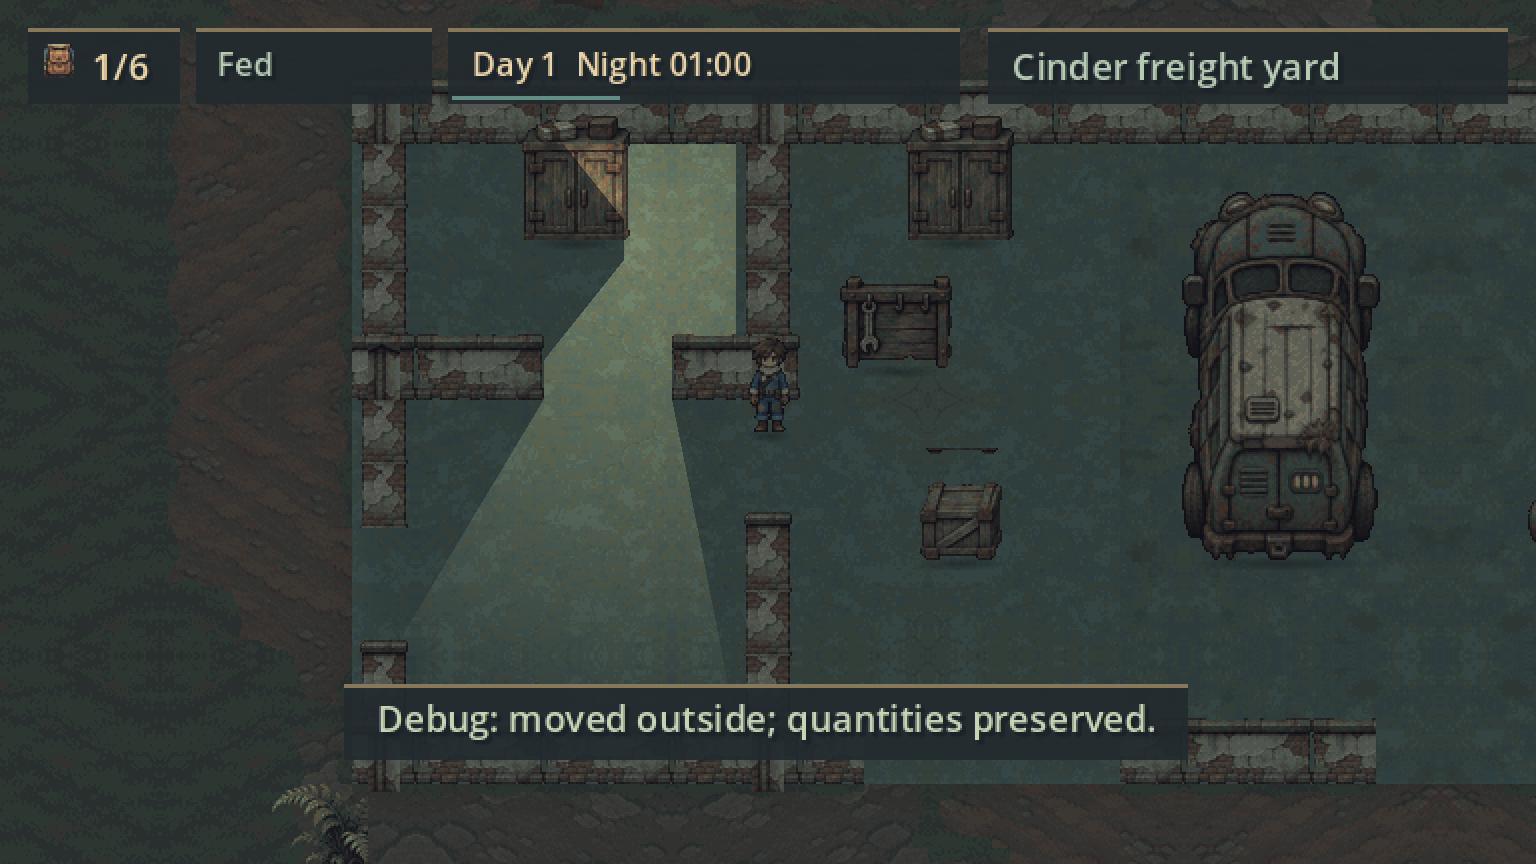 1/6
Fed
Day 1 Night 01:00
Cinder freight yard
Debug: moved outside; quantities preserved.